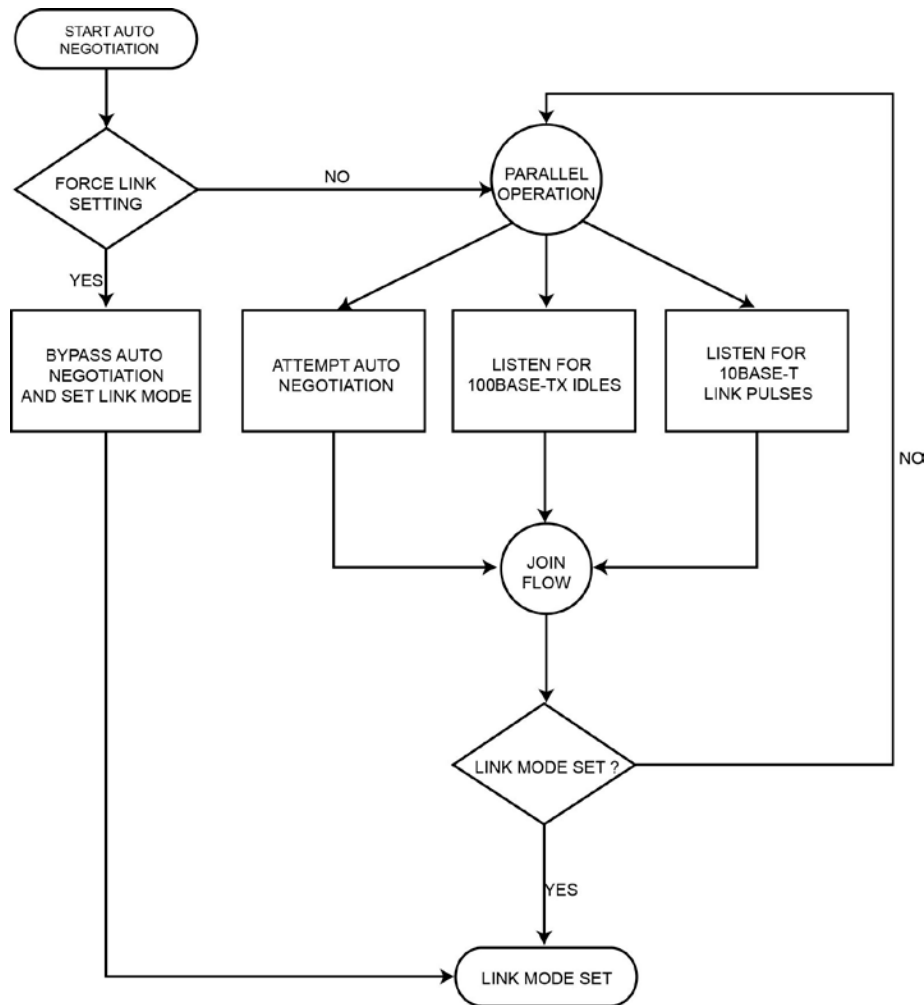 START AUTO
NEGOTIATION
FORCE LINK
SETTING
NO
PARALLEL
OPERATION
YES
BYPASS AUTO
NEGOTIATION
AND SET LINK MODE
ATTEMPT AUTO
NEGOTIATION
LISTEN FOR
100BASE-TX IDLES
LISTEN FOR
10BASE-T
LINK PULSES
NO
JOIN
FLOW
LINK MODE SET ?
YES
LINK MODE SET